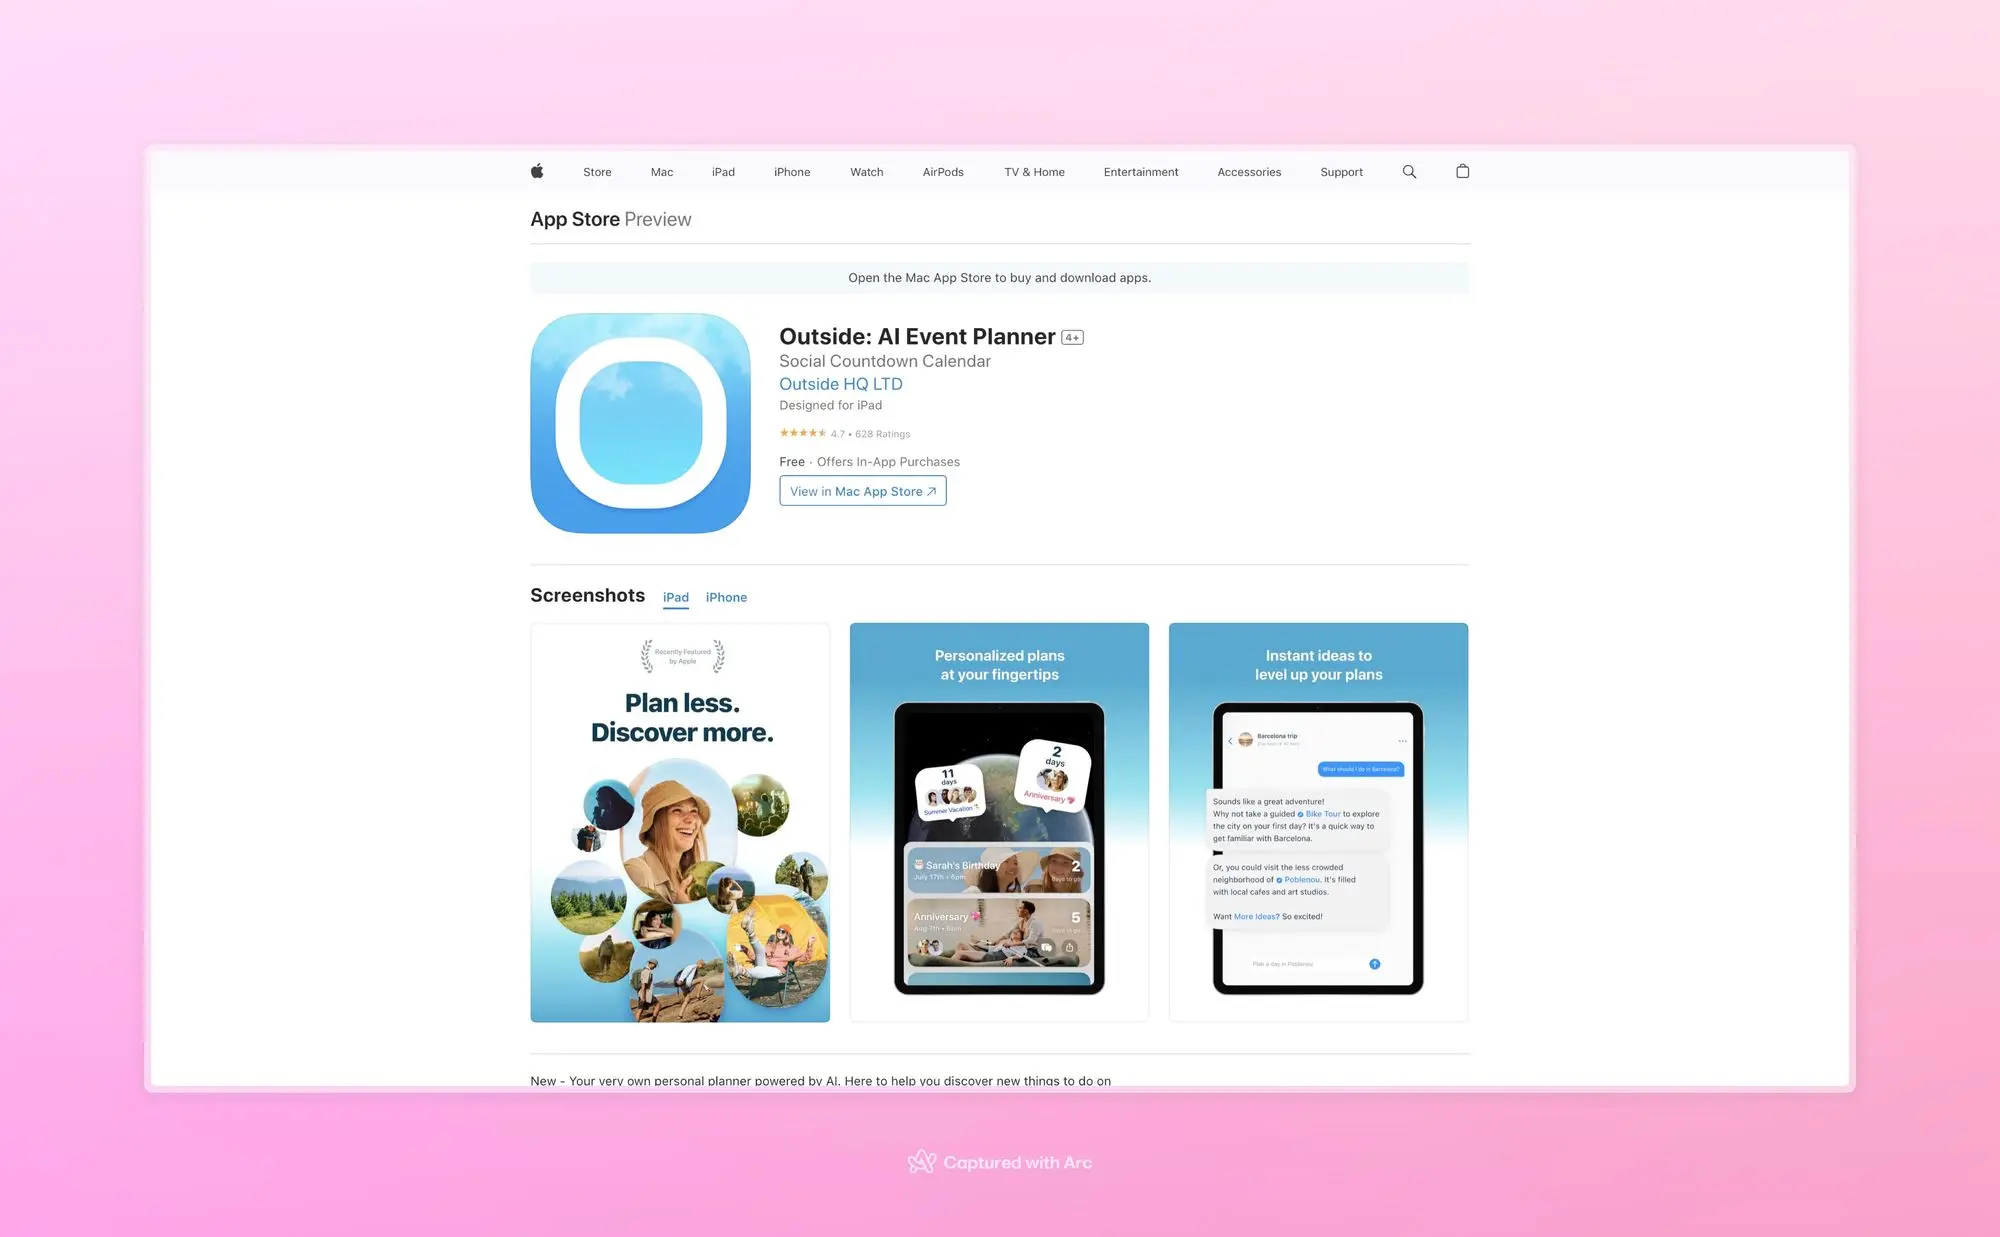 Store Mac iPad iPhone Watch AirPods TV & Home Entertainment Accessories Support
App Store Preview
Open the Mac App Store to buy and download apps.
Outside: AI Event Planner 4+
Social Countdown Calendar
Outside HQ LTD
Designed for iPad
★★★★★ 4.7 • 628 Ratings
Free · Offers In-App Purchases
View in Mac App Store ↗
Screenshots iPad iPhone
Recently Featured
by Apple
Plan less.
Discover more.
Personalized plans
at your fingertips
11
days
Summer Vacation
2
days
Anniversary
Sarah's Birthday
July 17th • 6pm
2
days to go
Anniversary
Aug 7th • 8am
5
days to go
Instant ideas to
level up your plans
Barcelona trip
What should I do in Barcelona?
Sounds like a great adventure!
Why not take a guided Bike Tour to explore
the city on your first day? It's a quick way to
get familiar with Barcelona.
Or, you could visit the less crowded
neighborhood of Poblenou. It's filled
with local cafes and art studios.
Want More Ideas? So excited!
Plan a day in Poblenou
New - Your very own personal planner powered by AI. Here to help you discover new things to do on
Captured with Arc